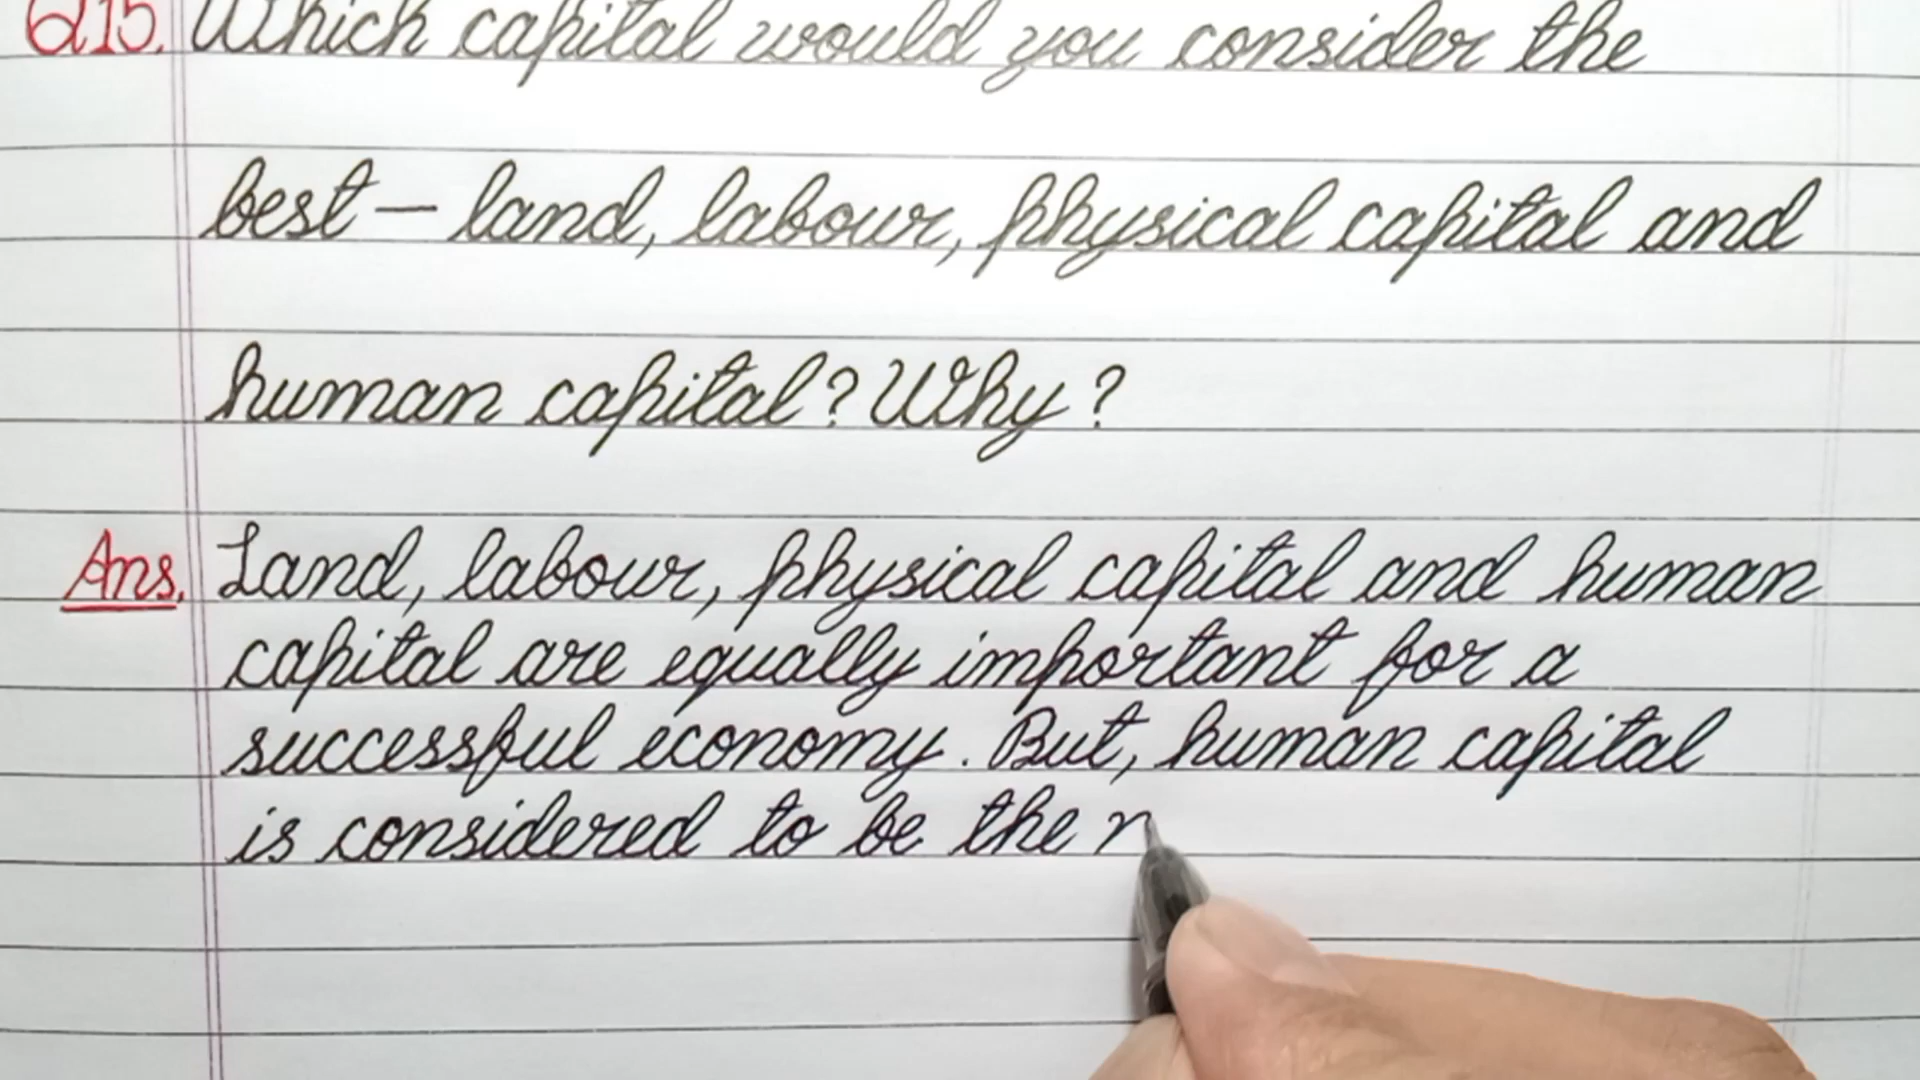 Q15. Which capital would you consider the
best – land, labour, physical capital and
human capital? Why?
Ans. Land, labour, physical capital and human
capital are equally important for a
successful economy. But, human capital
is considered to be the